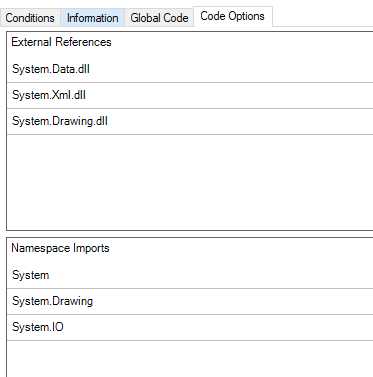 Conditions Information Global Code Code Options
External References
System.Data.dll
System.Xml.dll
System.Drawing.dll
Namespace Imports
System
System.Drawing
System.IO